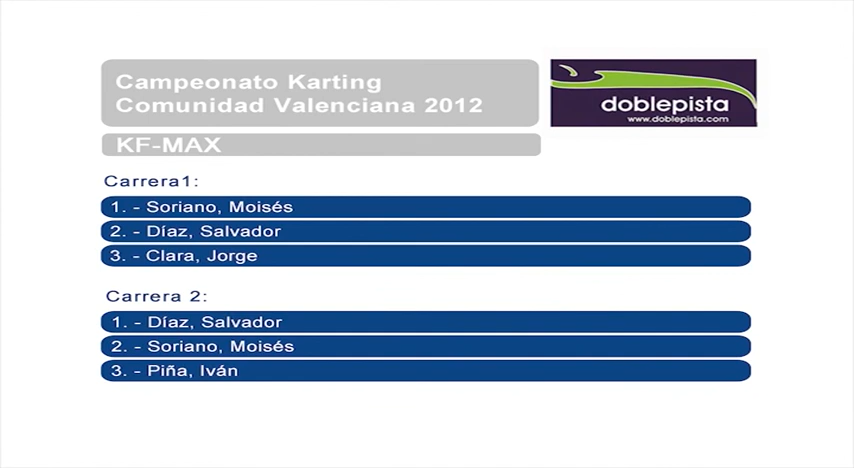 Campeonato Karting
Comunidad Valenciana 2012
doblepista
www.doblepista.com
KF-MAX
Carrera1:
1. - Soriano, Moisés
2. - Díaz, Salvador
3. - Clara, Jorge
Carrera 2:
1. - Díaz, Salvador
2. - Soriano, Moisés
3. - Piña, Iván